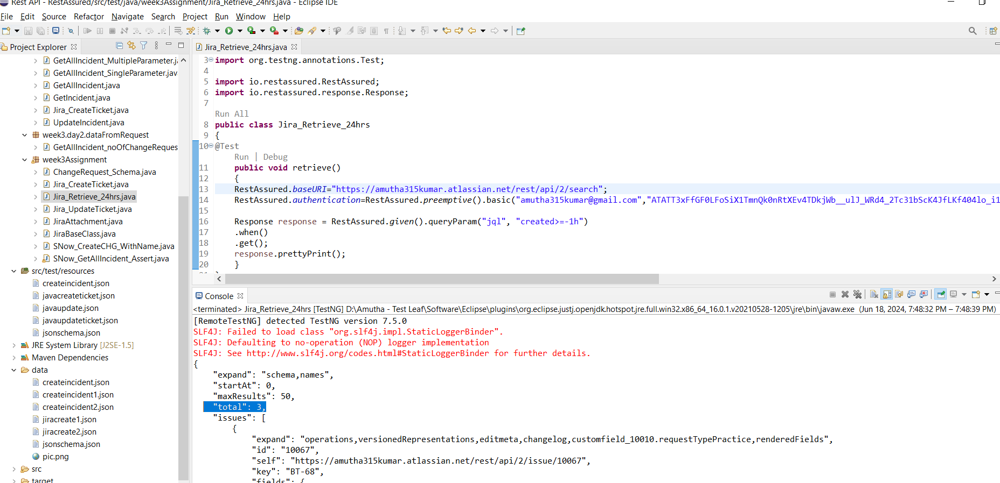 Rest API - RestAssured/src/test/java/week3Assignment/Jira_Retrieve_24hrs.java - Eclipse IDE
File Edit Source Refactor Navigate Search Project Run Window Help
Project Explorer
GetAllIncident_MultipleParameter.ja
GetAllIncident_SingleParameter.jav
GetAllIncident.java
GetIncident.java
Jira_CreateTicket.java
UpdateIncident.java
week3.day2.dataFromRequest
GetAllIncident_noOfChangeReques
week3Assignment
ChangeRequest_Schema.java
Jira_CreateTicket.java
Jira_Retrieve_24hrs.java
Jira_UpdateTicket.java
JiraAttachment.java
JiraBaseClass.java
SNow_CreateCHG_WithName.java
SNow_GetAllIncident_Assert.java
src/test/resources
createincident.json
javacreateticket.json
javaupdate.json
javaupdateticket.json
jsonschema.json
JRE System Library [J2SE-1.5]
Maven Dependencies
data
createincident.json
createincident1.json
createincident2.json
jiracreate1.json
jiracreate2.json
jsonschema.json
pic.png
src
target
Jira_Retrieve_24hrs.java
3 import org.testng.annotations.Test;
4
5 import io.restassured.RestAssured;
6 import io.restassured.response.Response;
7
Run All
8 public class Jira_Retrieve_24hrs
9 {
10 @Test
Run | Debug
11 public void retrieve()
12 {
13 RestAssured.baseURI="https://amutha315kumar.atlassian.net/rest/api/2/search";
14 RestAssured.authentication=RestAssured.preemptive().basic("amutha315kumar@gmail.com","ATATT3xFfGF0LFoSiX1TmnQk0nRtXEv4TDkjWb__ulJ_WRd4_2Tc31bScK4JfLKf404lo_i1
15
16 Response response = RestAssured.given().queryParam("jql", "created>=-1h")
17 .when()
18 .get();
19 response.prettyPrint();
20 }
Console
<terminated> Jira_Retrieve_24hrs [TestNG] D:\Amutha - Test Leaf\Software\Eclipse\plugins\org.eclipse.justj.openjdk.hotspot.jre.full.win32.x86_64_16.0.1.v20210528-1205\jre\bin\javaw.exe (Jun 18, 2024, 7:48:32 PM – 7:48:39 PM)
[RemoteTestNG] detected TestNG version 7.5.0
SLF4J: Failed to load class "org.slf4j.impl.StaticLoggerBinder".
SLF4J: Defaulting to no-operation (NOP) logger implementation
SLF4J: See http://www.slf4j.org/codes.html#StaticLoggerBinder for further details.
{
"expand": "schema,names",
"startAt": 0,
"maxResults": 50,
"total": 3,
"issues": [
{
"expand": "operations,versionedRepresentations,editmeta,changelog,customfield_10010.requestTypePractice,renderedFields",
"id": "10067",
"self": "https://amutha315kumar.atlassian.net/rest/api/2/issue/10067",
"key": "BT-68",
"fields": {